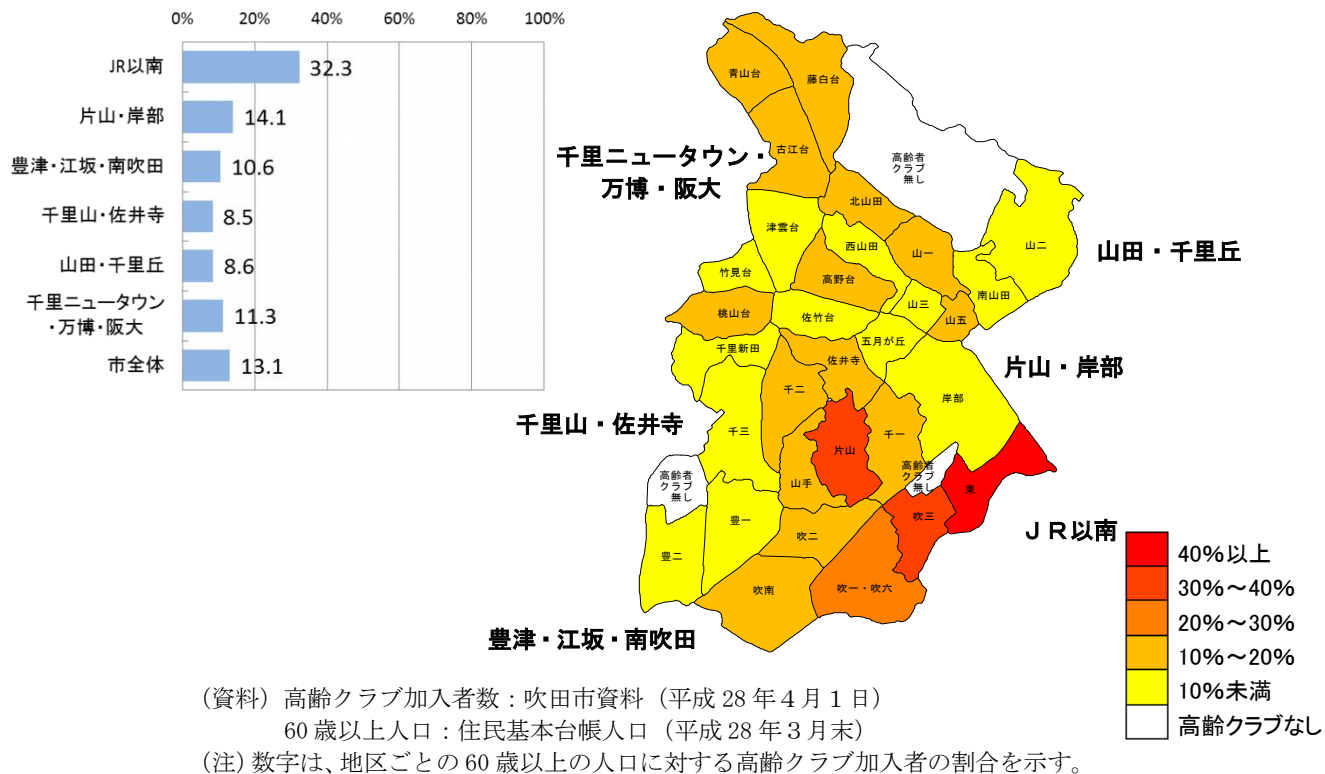 0% 20% 40% 60% 80% 100%
JR以南 32.3
片山・岸部 14.1
豊津・江坂・南吹田 10.6
千里山・佐井寺 8.5
山田・千里丘 8.6
千里ニュータウン
・万博・阪大 11.3
市全体 13.1
青山台
藤白台
古江台
千里ニュータウン・
万博・阪大
高齢者
クラブ
無し
北山田
津雲台
西山田
山一
山二
山田・千里丘
竹見台
高野台
南山田
山三
桃山台
佐竹台
山五
千里新田
五月が丘
佐井寺
片山・岸部
千二
岸部
千里山・佐井寺
千三
片山
千一
高齢者
クラブ
無し
高齢者
クラブ
無し
山手
東
豊一
吹三
JR以南
吹二
豊二
吹南
吹一・吹六
豊津・江坂・南吹田
40%以上
30%～40%
20%～30%
10%～20%
10%未満
高齢クラブなし
（資料）高齢クラブ加入者数：吹田市資料（平成 28 年４月１日）
60 歳以上人口：住民基本台帳人口（平成 28 年３月末）
（注）数字は、地区ごとの 60 歳以上の人口に対する高齢クラブ加入者の割合を示す。